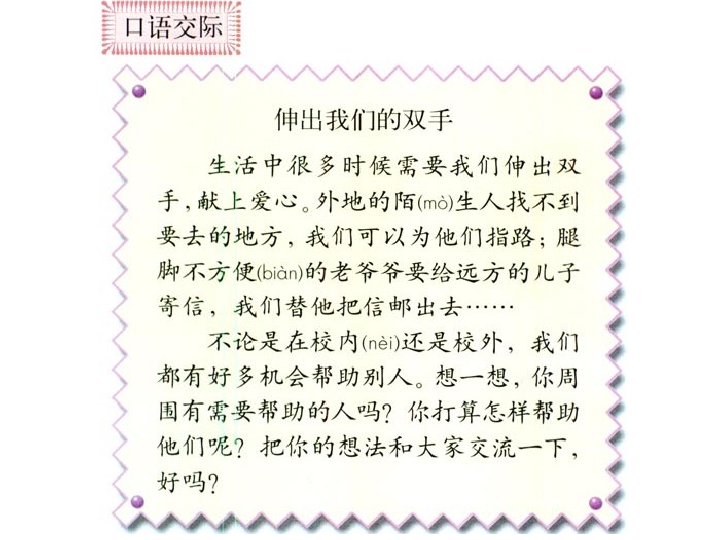 口语交际
伸出我们的双手
生活中很多时候需要我们伸出双
手，献上爱心。外地的陌(mò)生人找不到
要去的地方，我们可以为他们指路；腿
脚不方便(biàn)的老爷爷要给远方的儿子
寄信，我们替他把信邮出去……
不论是在校内(nèi)还是校外，我们
都有好多机会帮助别人。想一想，你周
围有需要帮助的人吗？你打算怎样帮助
他们呢？把你的想法和大家交流一下，
好吗？